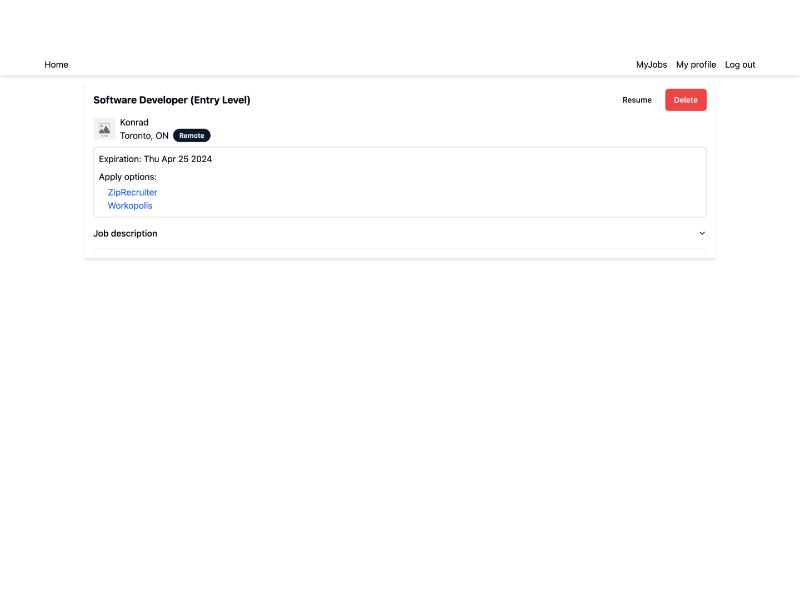 Home MyJobs My profile Log out
Software Developer (Entry Level) Resume Delete
Konrad
Toronto, ON Remote
Expiration: Thu Apr 25 2024
Apply options:
ZipRecruiter
Workopolis
Job description